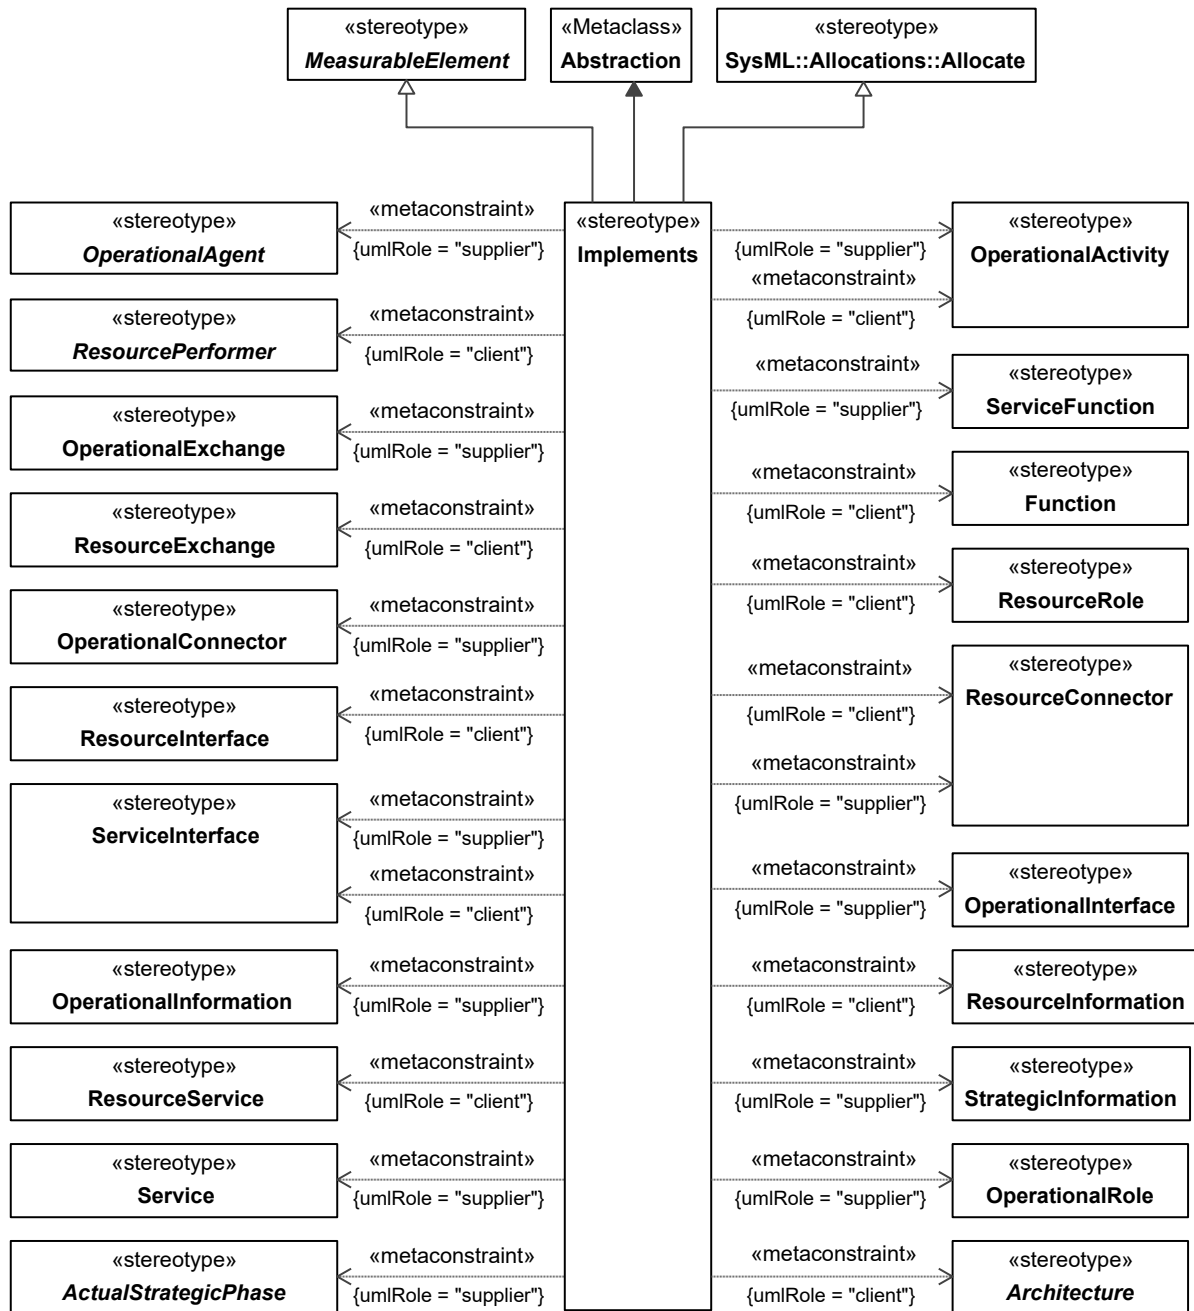 «stereotype»
MeasurableElement
«Metaclass»
Abstraction
«stereotype»
SysML::Allocations::Allocate
«stereotype»
Implements
«stereotype»
OperationalAgent
«metaconstraint»
{umlRole = "supplier"}
«stereotype»
ResourcePerformer
«metaconstraint»
{umlRole = "client"}
«stereotype»
OperationalExchange
«metaconstraint»
{umlRole = "supplier"}
«stereotype»
ResourceExchange
«metaconstraint»
{umlRole = "client"}
«stereotype»
OperationalConnector
«metaconstraint»
{umlRole = "supplier"}
«stereotype»
ResourceInterface
«metaconstraint»
{umlRole = "client"}
«stereotype»
ServiceInterface
«metaconstraint»
{umlRole = "supplier"}
«metaconstraint»
{umlRole = "client"}
«stereotype»
OperationalInformation
«metaconstraint»
{umlRole = "supplier"}
«stereotype»
ResourceService
«metaconstraint»
{umlRole = "client"}
«stereotype»
Service
«metaconstraint»
{umlRole = "supplier"}
«stereotype»
ActualStrategicPhase
«metaconstraint»
{umlRole = "supplier"}
{umlRole = "supplier"}
«metaconstraint»
{umlRole = "client"}
«stereotype»
OperationalActivity
«metaconstraint»
{umlRole = "supplier"}
«stereotype»
ServiceFunction
«metaconstraint»
{umlRole = "client"}
«stereotype»
Function
«metaconstraint»
{umlRole = "client"}
«stereotype»
ResourceRole
«metaconstraint»
{umlRole = "client"}
«metaconstraint»
{umlRole = "supplier"}
«stereotype»
ResourceConnector
«metaconstraint»
{umlRole = "supplier"}
«stereotype»
OperationalInterface
«metaconstraint»
{umlRole = "client"}
«stereotype»
ResourceInformation
«metaconstraint»
{umlRole = "supplier"}
«stereotype»
StrategicInformation
«metaconstraint»
{umlRole = "supplier"}
«stereotype»
OperationalRole
«metaconstraint»
{umlRole = "client"}
«stereotype»
Architecture